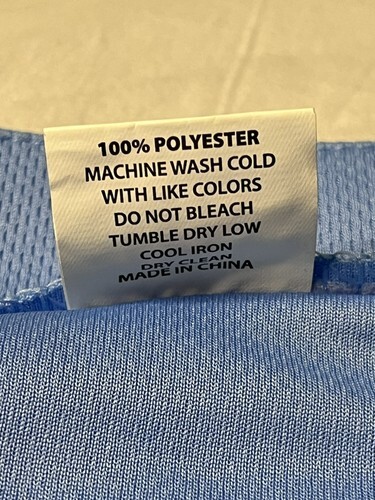 100% POLYESTER
MACHINE WASH COLD
WITH LIKE COLORS
DO NOT BLEACH
TUMBLE DRY LOW
COOL IRON
DRY CLEAN
MADE IN CHINA